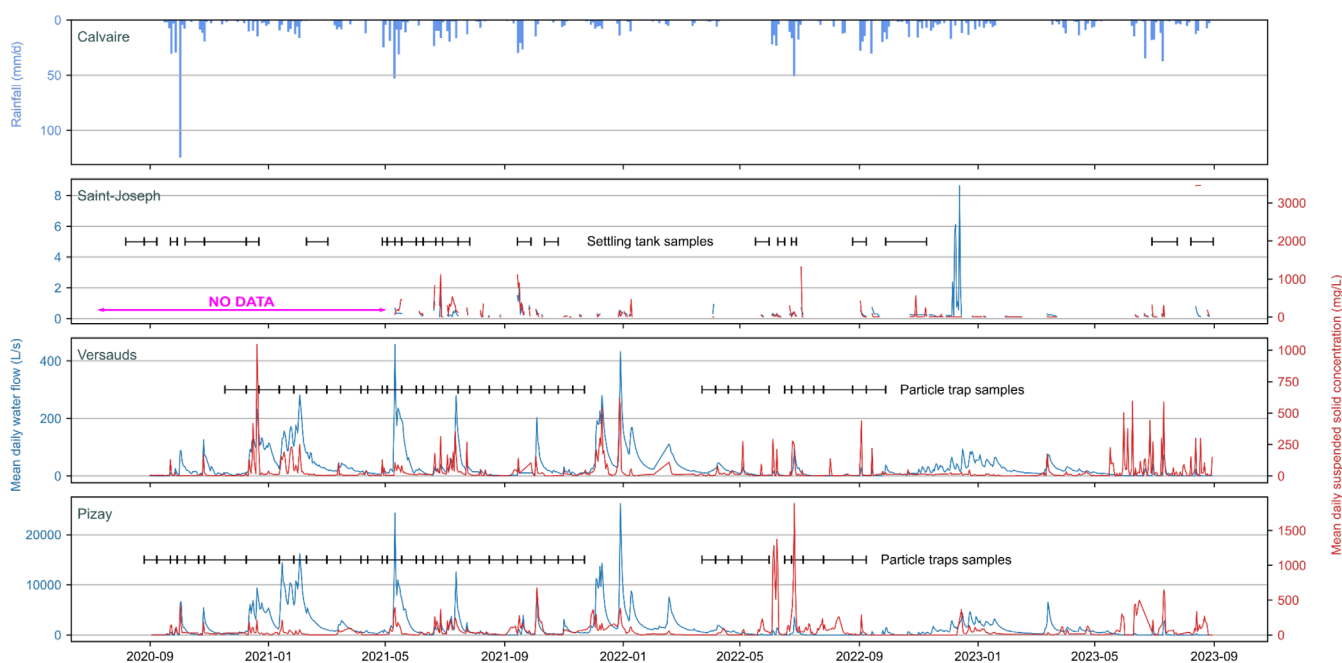 Calvaire
Rainfall (mm/d)
0
50
100
Saint-Joseph
8
6
4
2
0
3000
2000
1000
0
Settling tank samples
NO DATA
Versauds
400
200
0
1000
750
500
250
0
Particle trap samples
Mean daily water flow (L/s)
Mean daily suspended solid concentration (mg/L)
Pizay
20000
10000
0
1500
1000
500
0
Particle traps samples
2020-09 2021-01 2021-05 2021-09 2022-01 2022-05 2022-09 2023-01 2023-05 2023-09